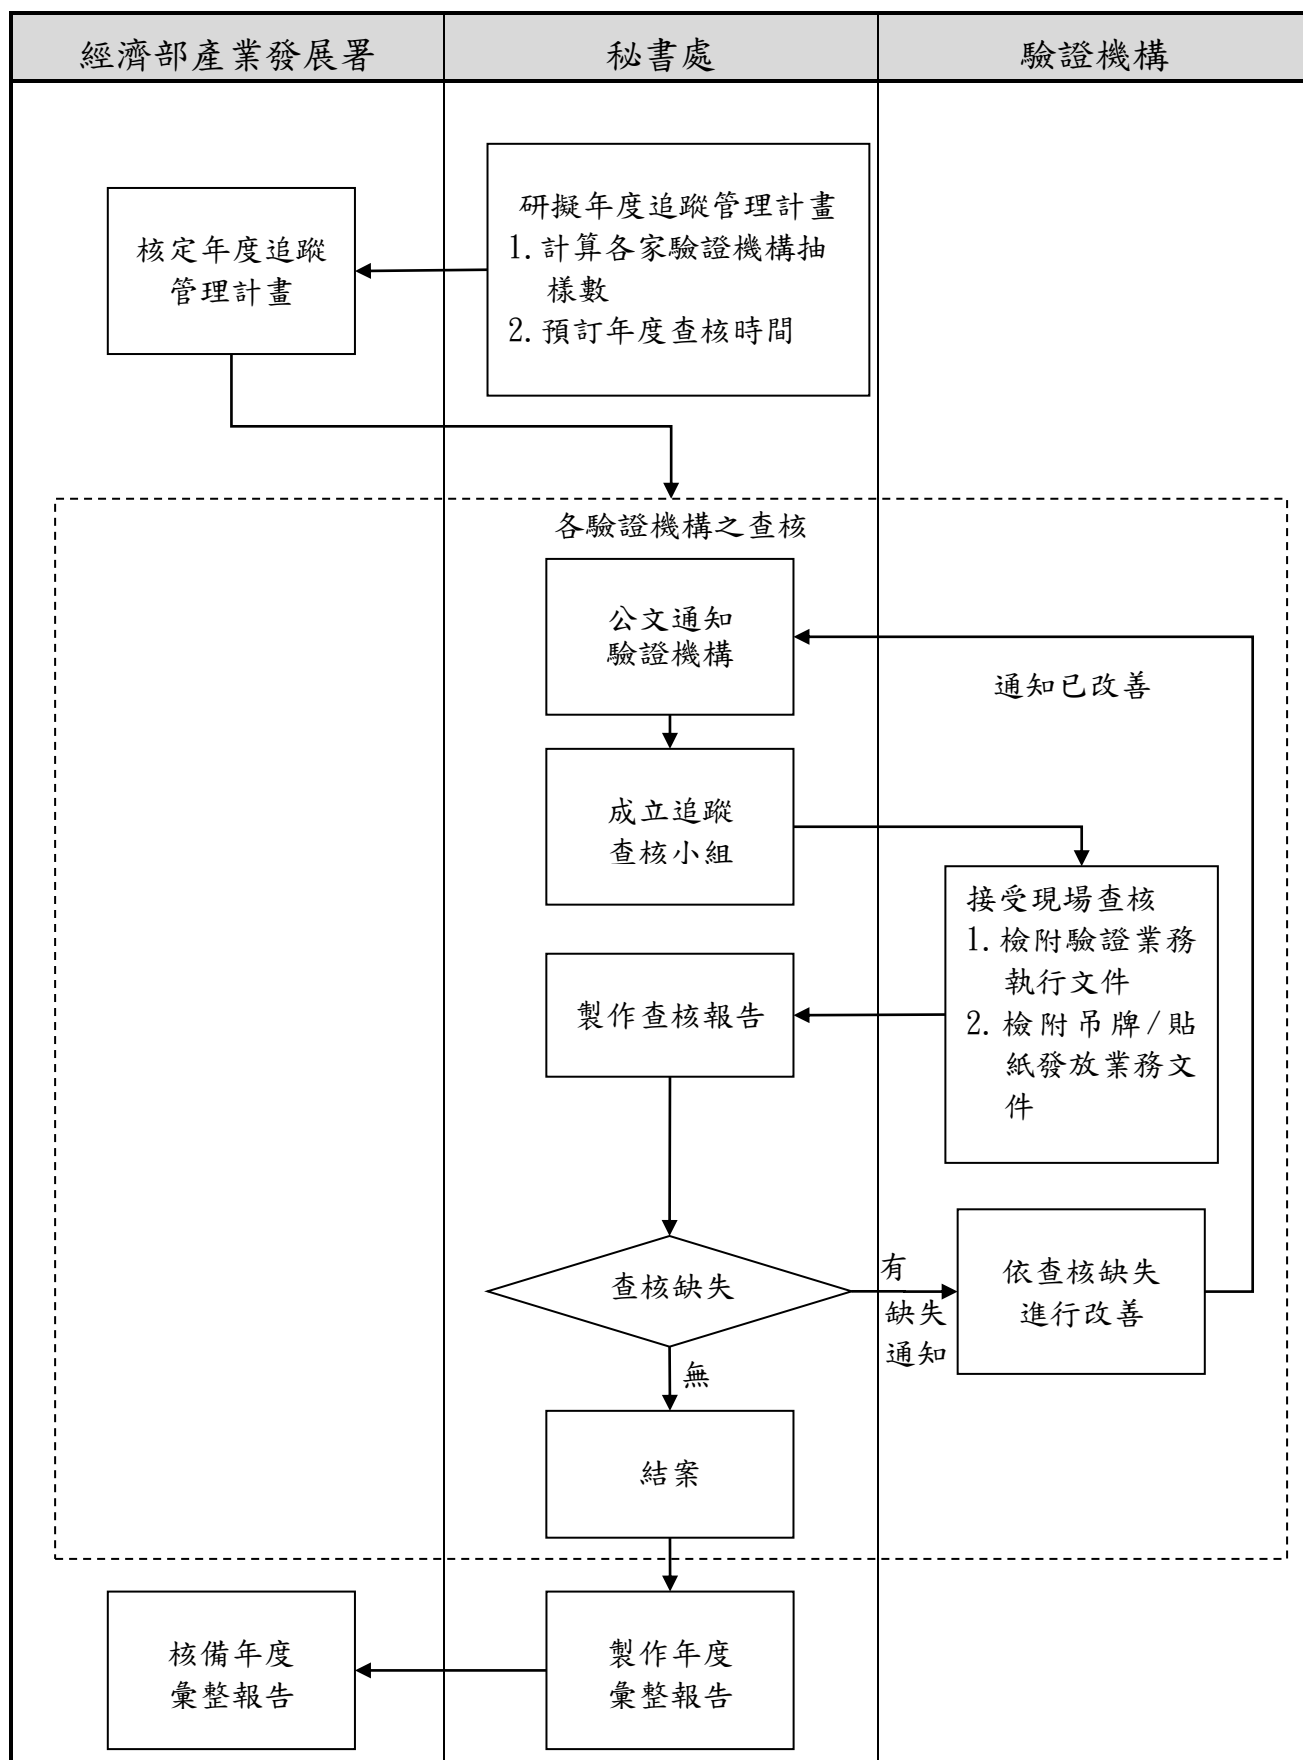 經濟部產業發展署
秘書處
驗證機構
研擬年度追蹤管理計畫
1.計算各家驗證機構抽
樣數
2.預訂年度查核時間
核定年度追蹤
管理計畫
各驗證機構之查核
公文通知
驗證機構
通知已改善
成立追蹤
查核小組
接受現場查核
1.檢附驗證業務
執行文件
2.檢附吊牌/貼
紙發放業務文
件
製作查核報告
查核缺失
有
缺失
通知
依查核缺失
進行改善
無
結案
製作年度
彙整報告
核備年度
彙整報告